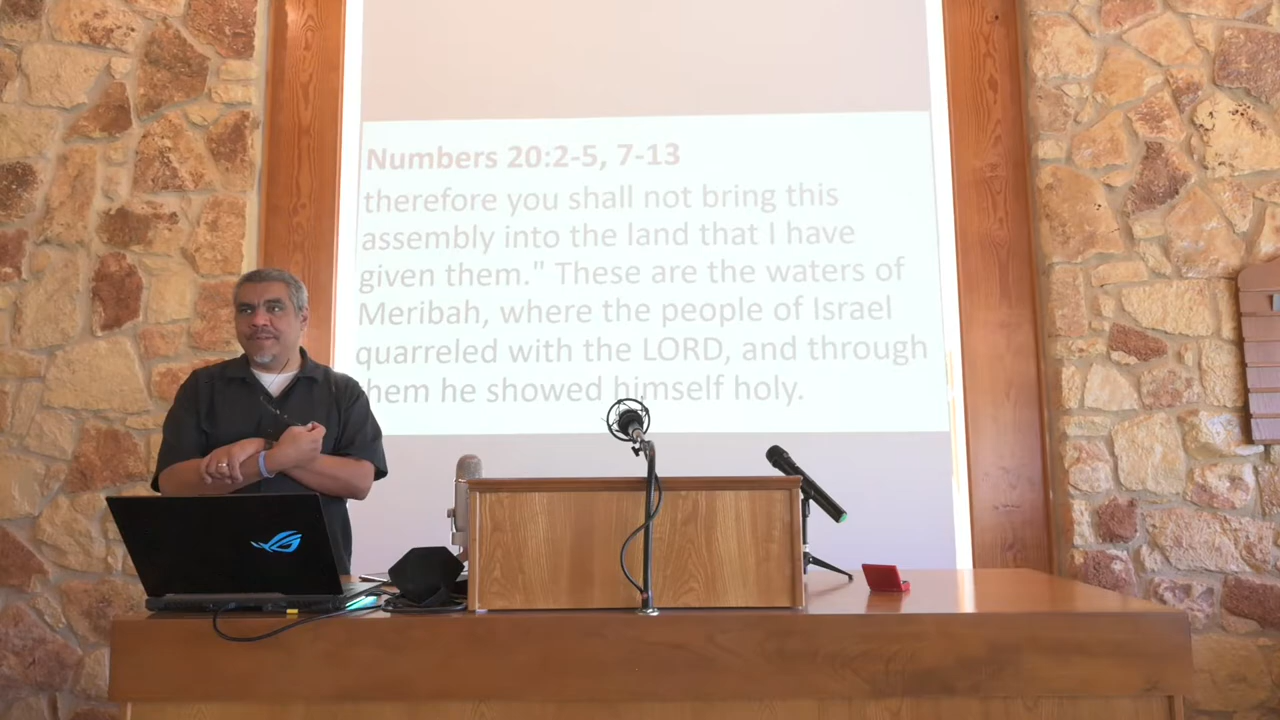 Numbers 20:2-5, 7-13
therefore you shall not bring this
assembly into the land that I have
given them." These are the waters of
Meribah, where the people of Israel
quarreled with the LORD, and through
them he showed himself holy.